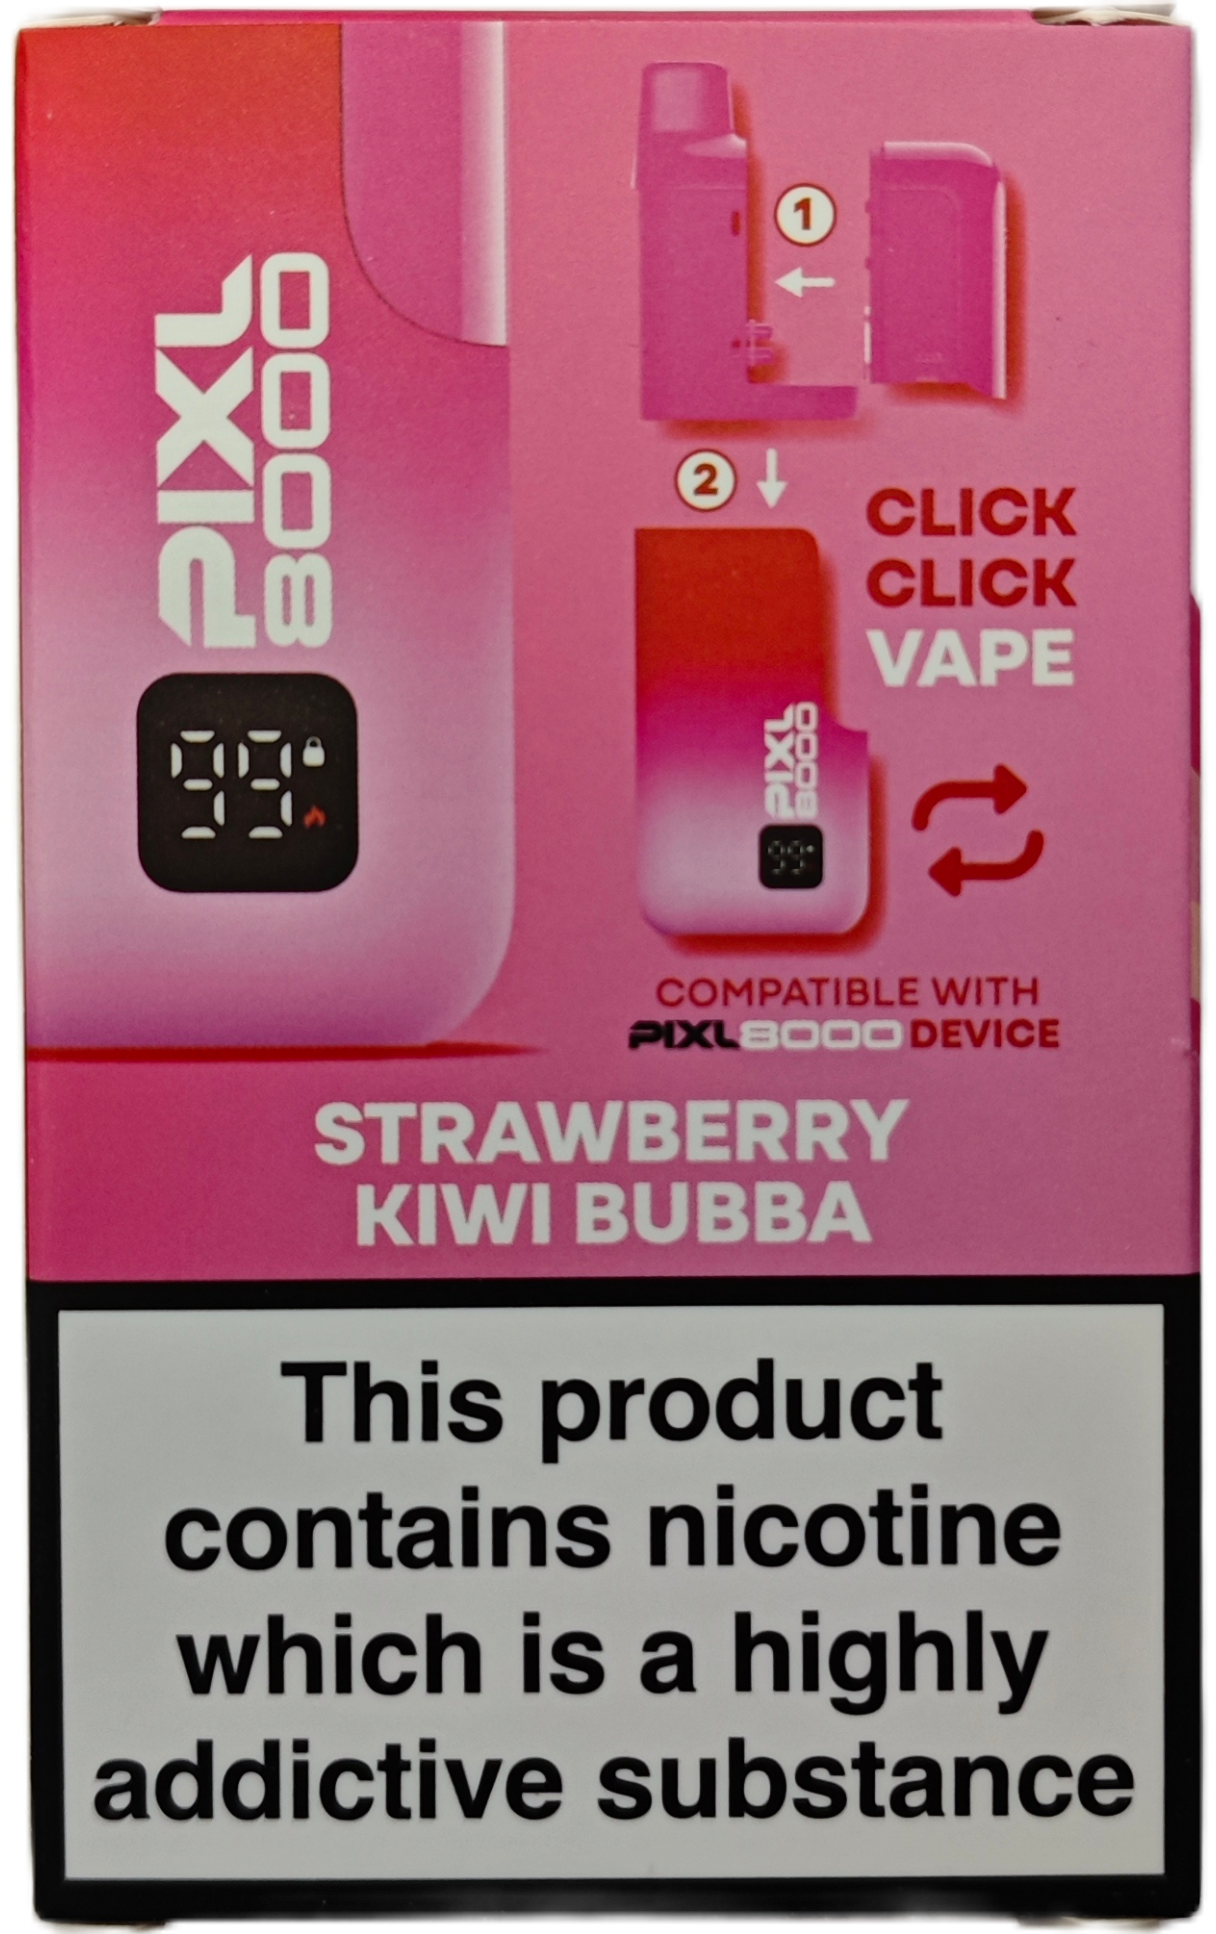 PIXL
8000
99
1
2
CLICK
CLICK
VAPE
PIXL
8000
99
COMPATIBLE WITH
PIXL8000 DEVICE
STRAWBERRY
KIWI BUBBA
This product
contains nicotine
which is a highly
addictive substance